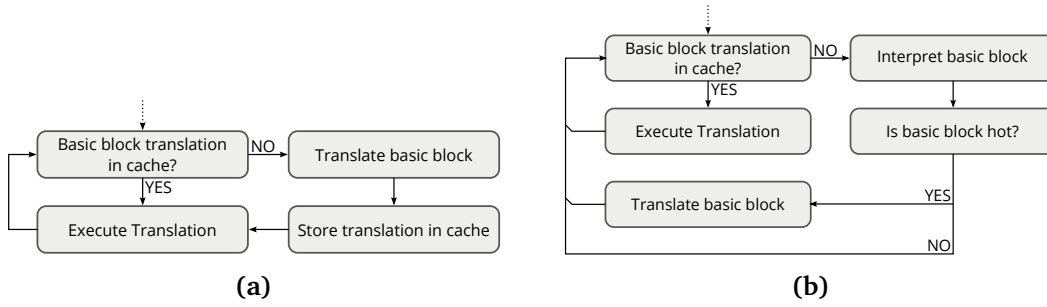 Basic block translation
in cache?
NO
Translate basic block
YES
Execute Translation
Store translation in cache
(a)
Basic block translation
in cache?
NO
Interpret basic block
YES
Execute Translation
Is basic block hot?
Translate basic block
YES
NO
(b)